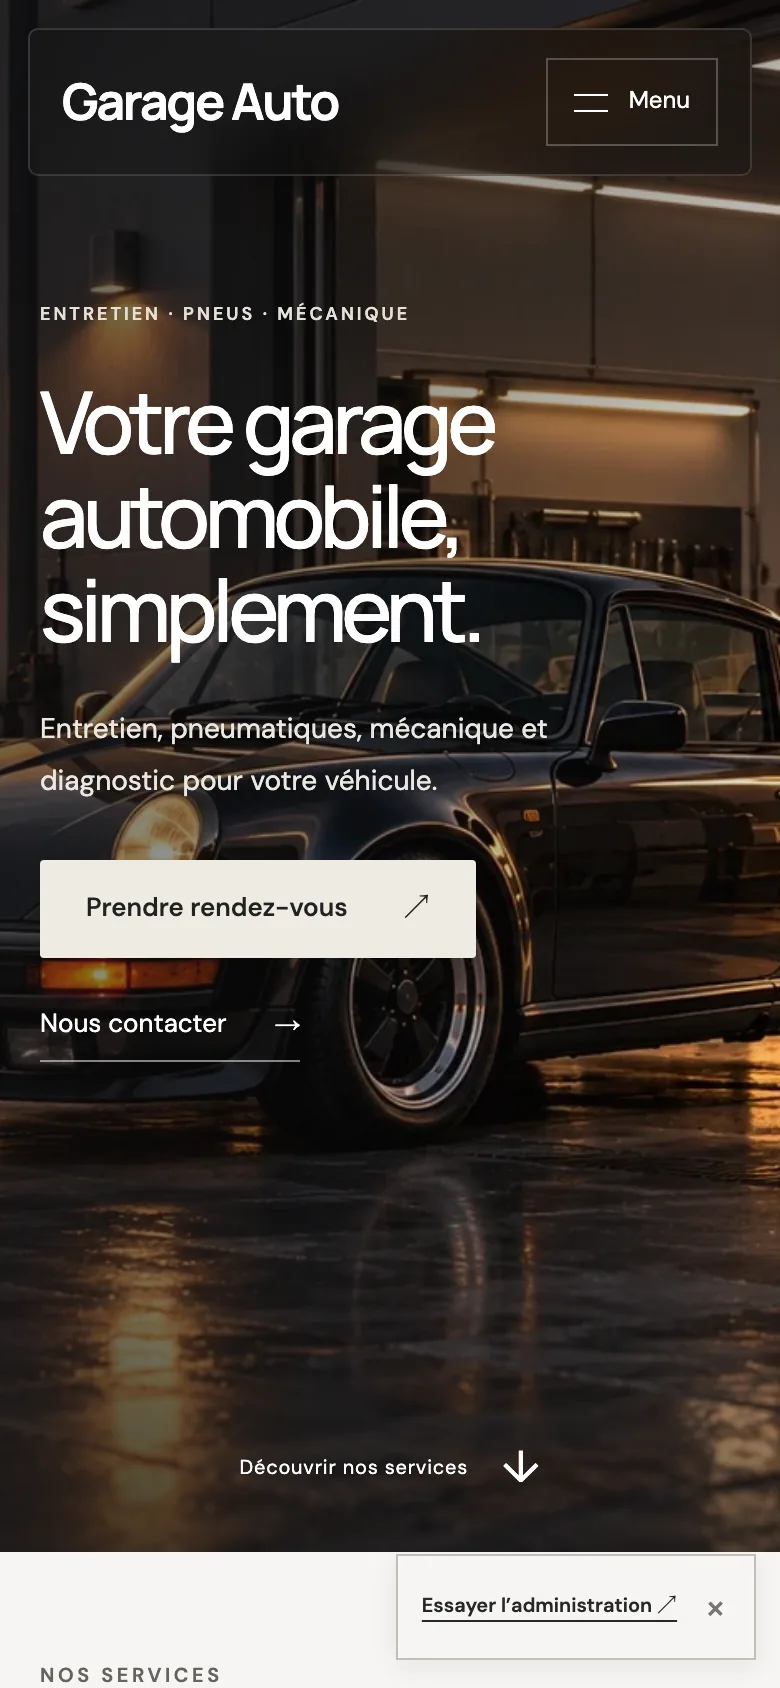 Garage Auto
Menu
ENTRETIEN · PNEUS · MÉCANIQUE
Votre garage
automobile,
simplement.
Entretien, pneumatiques, mécanique et
diagnostic pour votre véhicule.
Prendre rendez-vous ↗
Nous contacter →
Découvrir nos services ↓
Essayer l’administration ↗ ×
NOS SERVICES